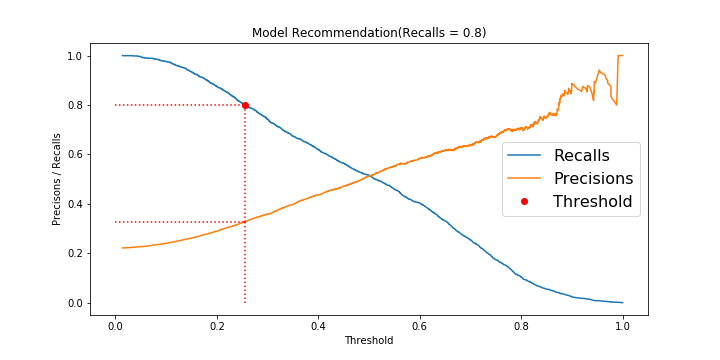 Model Recommendation(Recalls = 0.8)
Precisons / Recalls
1.0
0.8
0.6
0.4
0.2
0.0
Recalls
Precisions
Threshold
0.0 0.2 0.4 0.6 0.8 1.0
Threshold